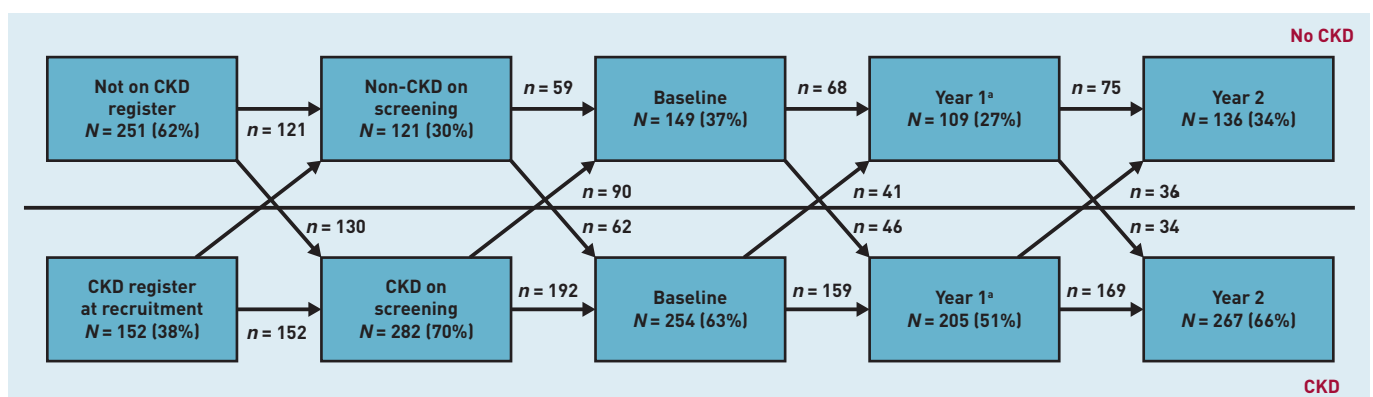 No CKD
Not on CKD
register
N = 251 (62%)
n = 121
Non-CKD on
screening
N = 121 (30%)
n = 59
Baseline
N = 149 (37%)
n = 68
Year 1a
N = 109 (27%)
n = 75
Year 2
N = 136 (34%)
n = 90
n = 41
n = 36
n = 130
n = 62
n = 46
n = 34
CKD register
at recruitment
N = 152 (38%)
n = 152
CKD on
screening
N = 282 (70%)
n = 192
Baseline
N = 254 (63%)
n = 159
Year 1a
N = 205 (51%)
n = 169
Year 2
N = 267 (66%)
CKD